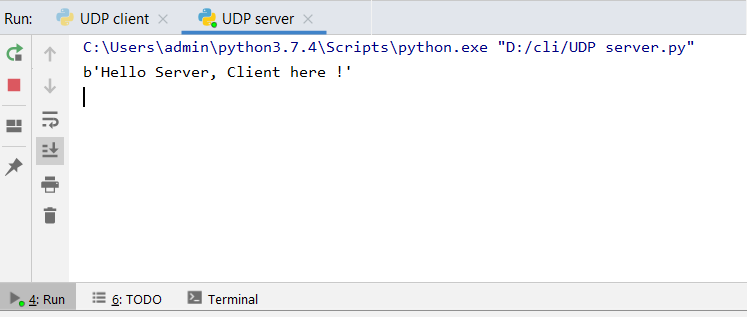 Run: UDP client UDP server
C:\Users\admin\python3.7.4\Scripts\python.exe "D:/cli/UDP server.py"
b'Hello Server, Client here !'
4: Run 6: TODO Terminal